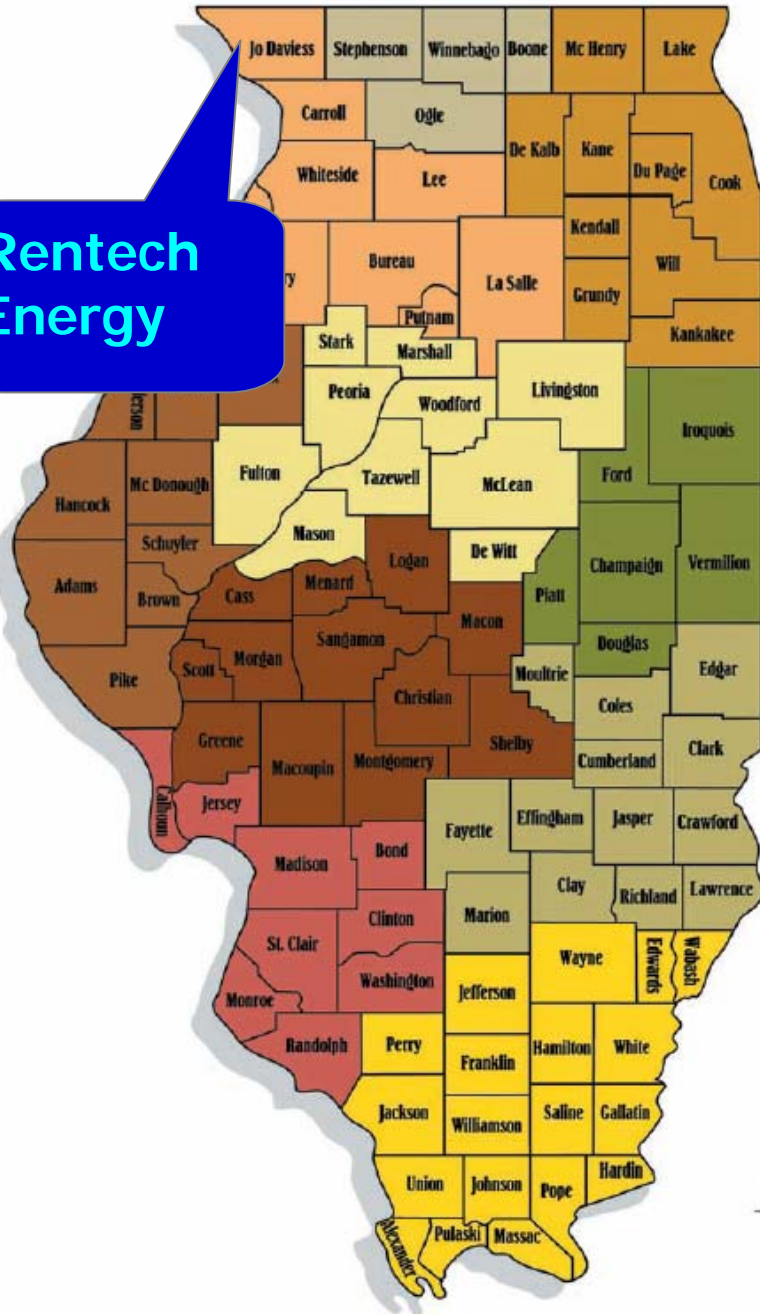 Jo Daviess Stephenson Winnebago Boone Mc Henry Lake
Carroll Ogle
De Kalb Kane Du Page Cook
Whiteside Lee
Rentech
Energy
Kendall
Bureau La Salle Will
Grundy
Putnam
Stark Marshall Kankakee
Peoria Woodford Livingston
Iroquois
Fulton Tazewell McLean Ford
Hancock Mc Donough
Mason
Schuyler Logan De Witt Champaign Vermilion
Adams Brown Cass Menard Piatt
Sangamon Macon
Scott Morgan Douglas
Pike Christian Moultrie Edgar
Coles
Greene Macoupin Montgomery Shelby Cumberland Clark
Calhoun Jersey
Fayette Effingham Jasper Crawford
Madison Bond
Clay Richland Lawrence
Clinton Marion
St. Clair
Wayne Edwards Wabash
Washington
Monroe Jefferson
Randolph Perry Franklin Hamilton White
Jackson Williamson Saline Gallatin
Union Johnson Pope Hardin
Alexander Pulaski Massac